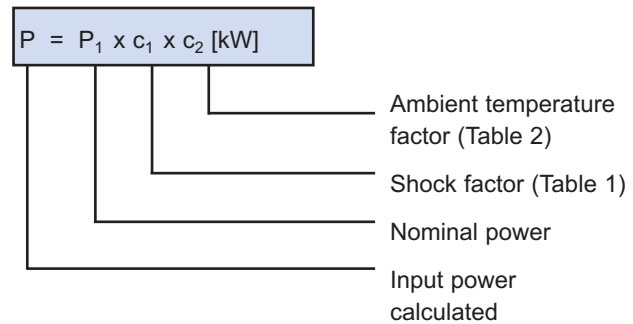 P = P₁ x c₁ x c₂ [kW]
Ambient temperature
factor (Table 2)
Shock factor (Table 1)
Nominal power
Input power
calculated